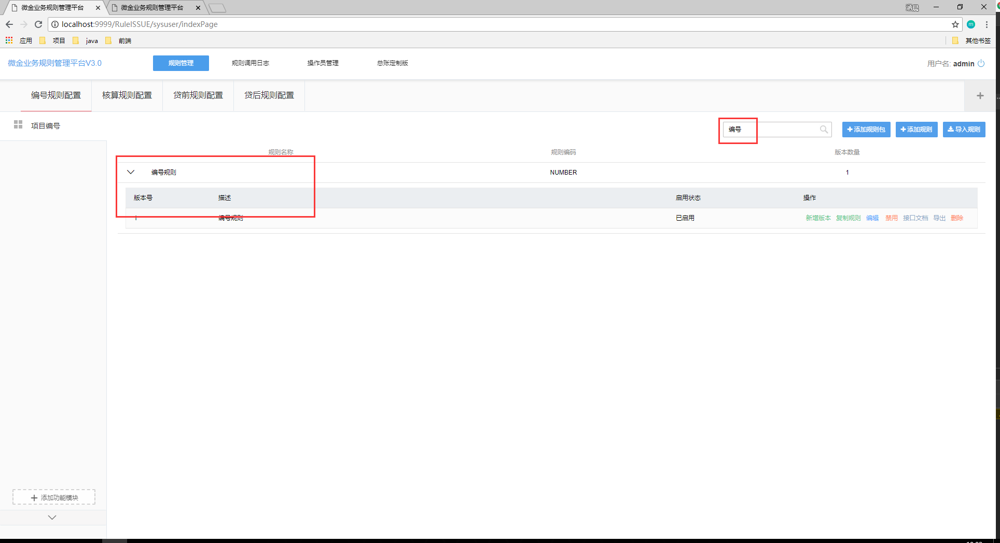 微金业务规则管理平台 微金业务规则管理平台 涵晨
localhost:9999/RuleISSUE/sysuser/indexPage m
应用 项目 java 前端 其他书签
微金业务规则管理平台V3.0 规则管理 规则调用日志 操作员管理 总账定制版 用户名: admin
编号规则配置 核算规则配置 贷前规则配置 贷后规则配置
项目编号 编号 添加规则包 添加规则 导入规则
规则名称 规则编码 版本数量
编号规则 NUMBER 1
版本号 描述 启用状态 操作
1 编号规则 已启用 新增版本 复制规则 编辑 禁用 接口文档 导出 删除
添加功能模块